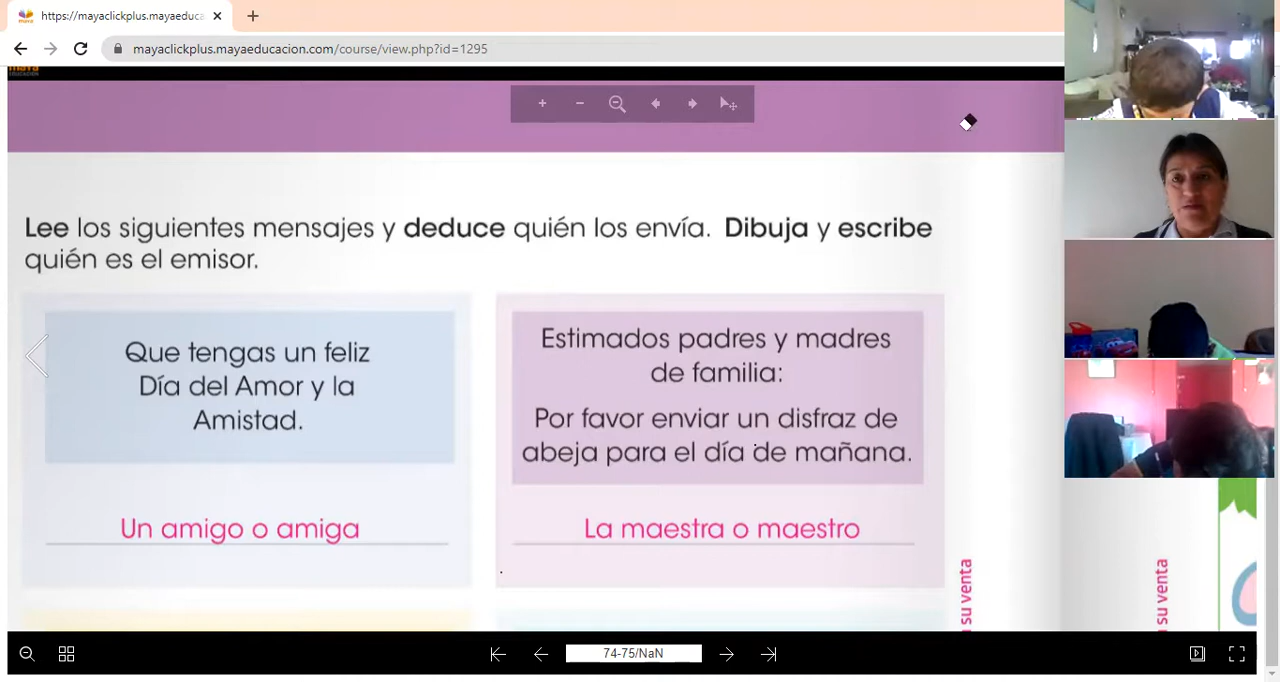 https://mayaclickplus.mayaeduca
mayaclickplus.mayaeducacion.com/course/view.php?id=1295
maya
EDUCACIÓN
Lee los siguientes mensajes y deduce quién los envía. Dibuja y escribe
quién es el emisor.
Que tengas un feliz
Día del Amor y la
Amistad.
Un amigo o amiga
Estimados padres y madres
de familia:
Por favor enviar un disfraz de
abeja para el día de mañana.
La maestra o maestro
su venta
su venta
74-75/NaN